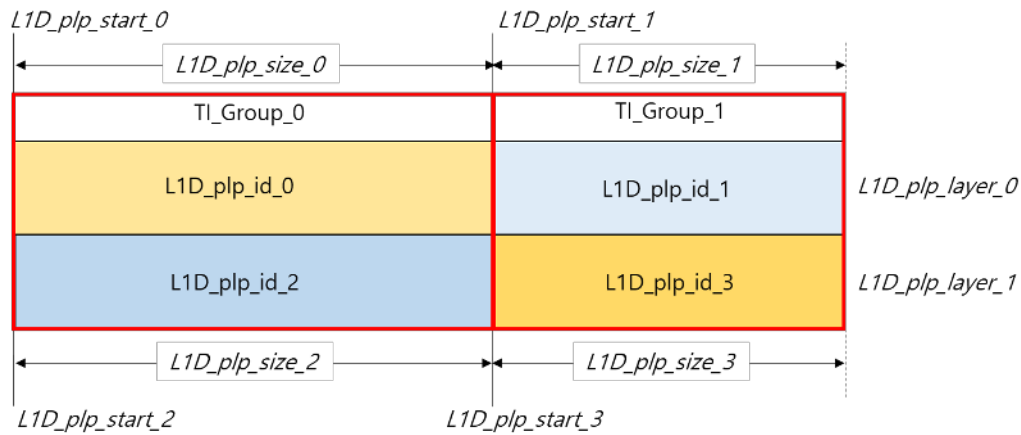 L1D_plp_start_0
L1D_plp_start_1
L1D_plp_size_0
L1D_plp_size_1
TI_Group_0
TI_Group_1
L1D_plp_id_0
L1D_plp_id_1
L1D_plp_layer_0
L1D_plp_id_2
L1D_plp_id_3
L1D_plp_layer_1
L1D_plp_size_2
L1D_plp_size_3
L1D_plp_start_2
L1D_plp_start_3